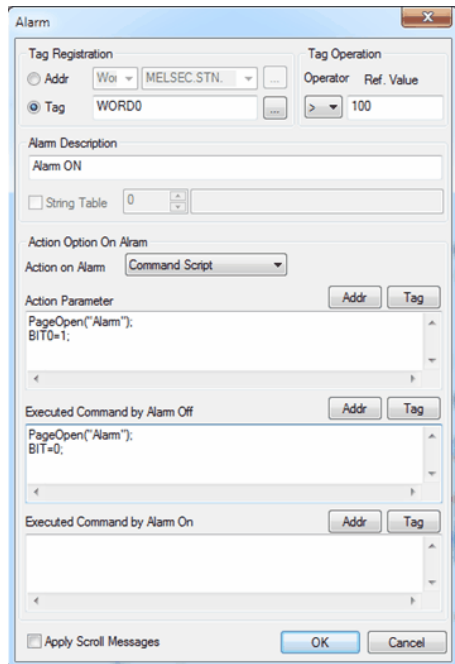 Alarm
Tag Registration
Tag Operation
Addr
MELSEC.STN.
...
Operator Ref. Value
Tag
WORD0
...
>
100
Alarm Description
Alarm ON
String Table
0
Action Option On Alram
Action on Alarm
Command Script
Action Parameter
Addr
Tag
PageOpen("Alarm");
BIT0=1;
Executed Command by Alarm Off
Addr
Tag
PageOpen("Alarm");
BIT=0;
Executed Command by Alarm On
Addr
Tag
Apply Scroll Messages
OK
Cancel